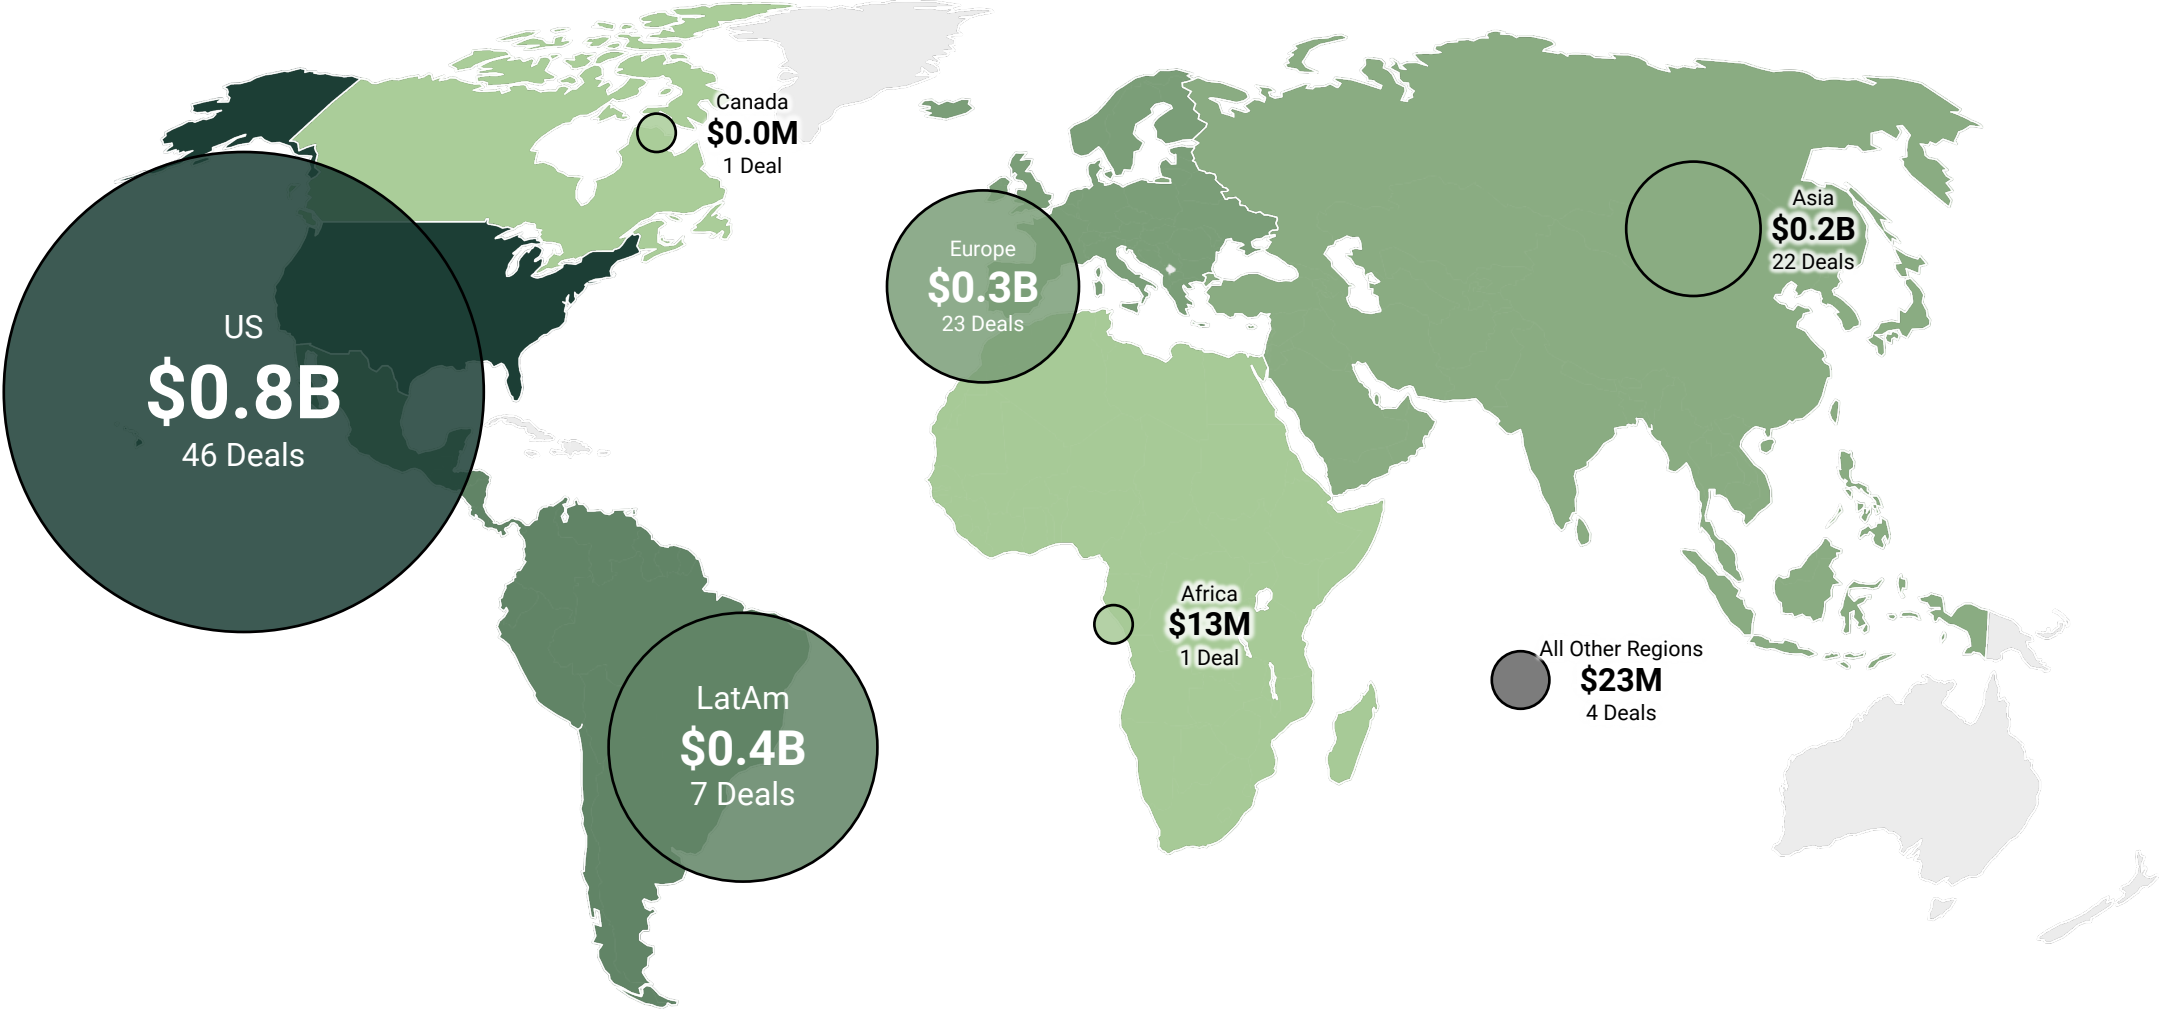 Canada
$0.0M
1 Deal
US
$0.8B
46 Deals
Europe
$0.3B
23 Deals
Asia
$0.2B
22 Deals
LatAm
$0.4B
7 Deals
Africa
$13M
1 Deal
All Other Regions
$23M
4 Deals